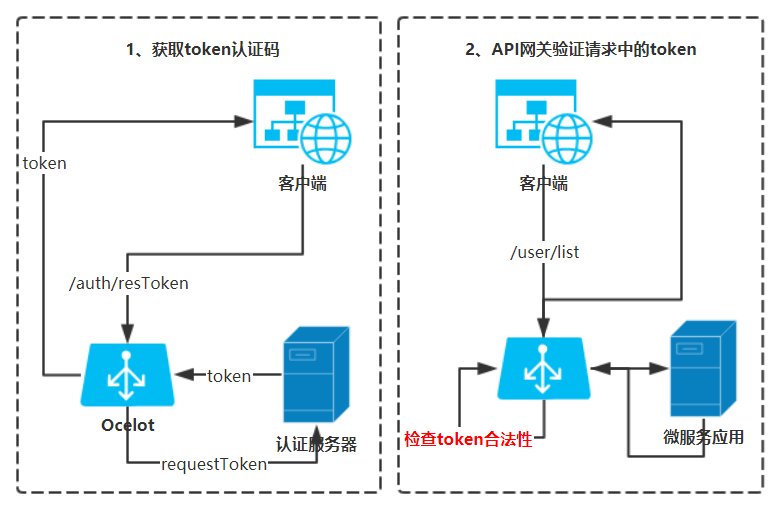 1、获取token认证码
token
客户端
/auth/resToken
token
Ocelot
认证服务器
requestToken
2、API网关验证请求中的token
客户端
/user/list
检查token合法性
微服务应用